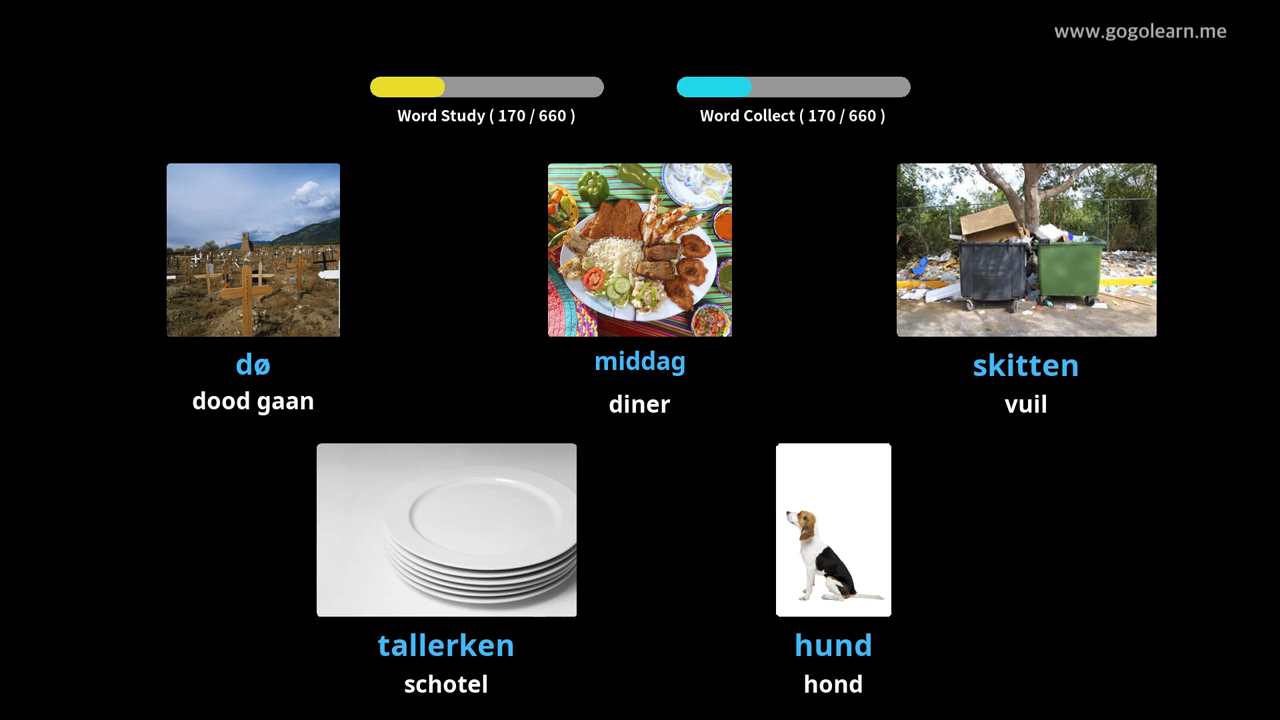 www.gogolearn.me
Word Study ( 170 / 660 )
Word Collect ( 170 / 660 )
dø
dood gaan
middag
diner
skitten
vuil
tallerken
schotel
hund
hond